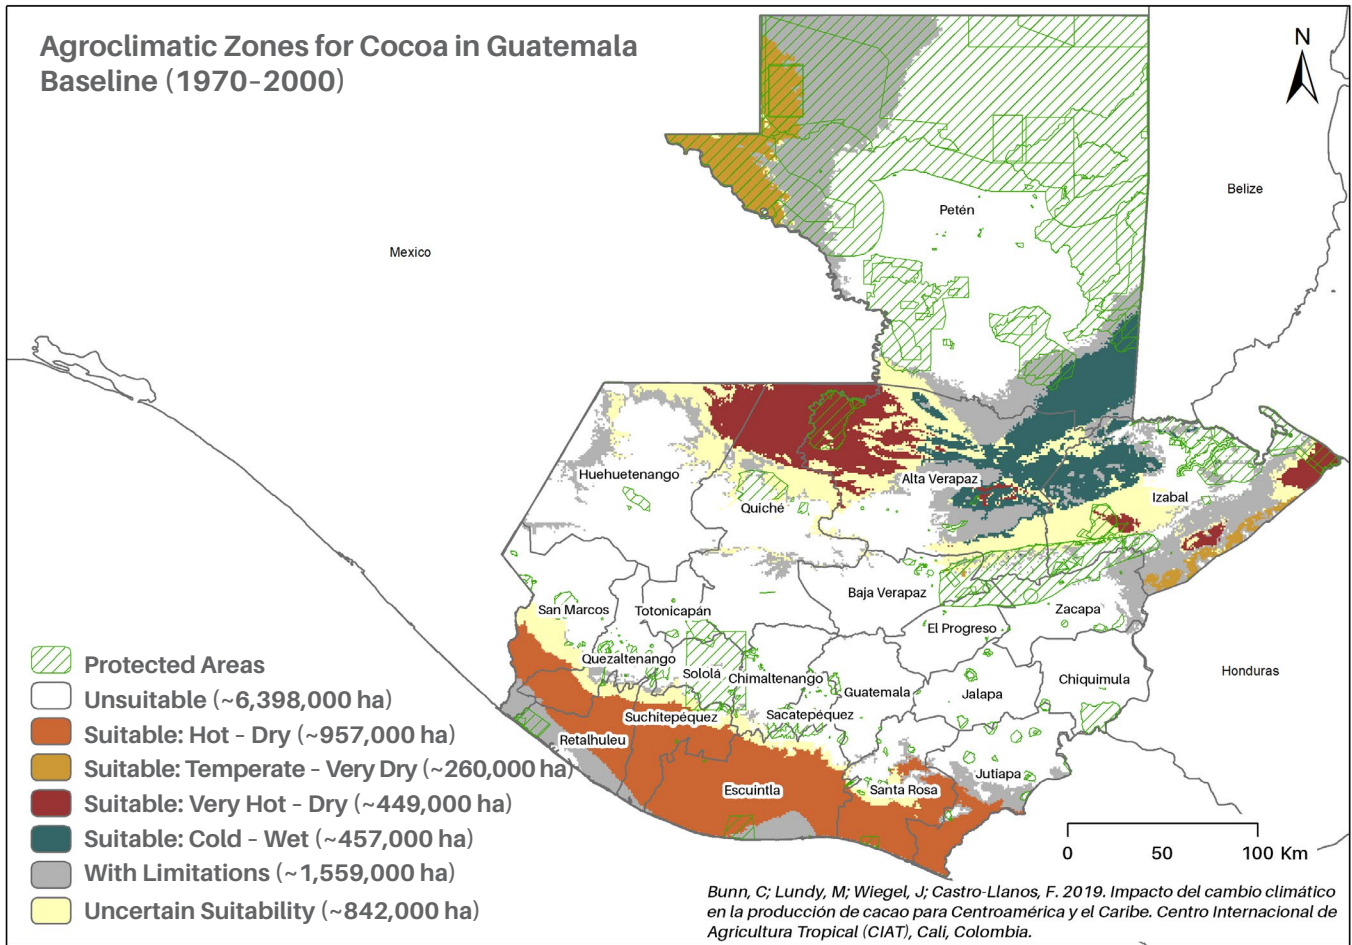 Agroclimatic Zones for Cocoa in Guatemala
Baseline (1970–2000)
N
Belize
Petén
Mexico
Huehuetenango
Alta Verapaz
Quiché
Izabal
Baja Verapaz
San Marcos
Totonicapán
Zacapa
El Progreso
Quezaltenango
Sololá
Chimaltenango
Guatemala
Jalapa
Chiquimula
Honduras
Suchitepéquez
Sacatepéquez
Retalhuleu
Jutiapa
Escuintla
Santa Rosa
Protected Areas
Unsuitable (~6,398,000 ha)
Suitable: Hot – Dry (~957,000 ha)
Suitable: Temperate – Very Dry (~260,000 ha)
Suitable: Very Hot – Dry (~449,000 ha)
Suitable: Cold – Wet (~457,000 ha)
With Limitations (~1,559,000 ha)
Uncertain Suitability (~842,000 ha)
0 50 100 Km
Bunn, C; Lundy, M; Wiegel, J; Castro-Llanos, F. 2019. Impacto del cambio climático
en la producción de cacao para Centroamérica y el Caribe. Centro Internacional de
Agricultura Tropical (CIAT), Cali, Colombia.